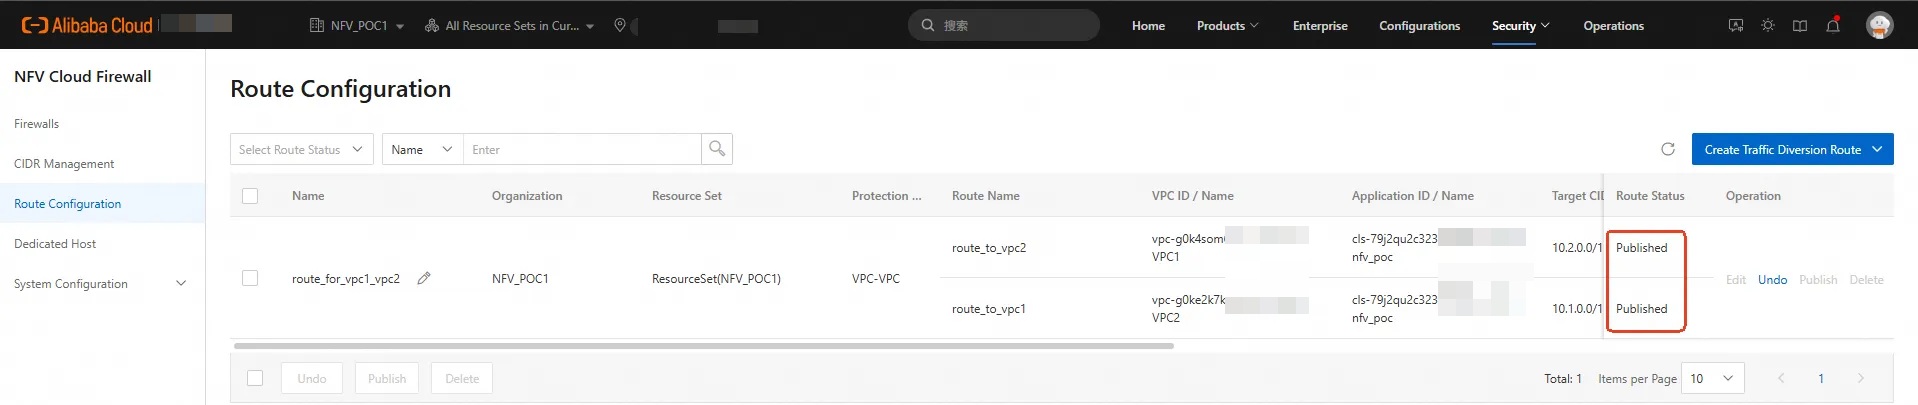 Alibaba Cloud
NFV_POC1
All Resource Sets in Cur...
搜索
Home
Products
Enterprise
Configurations
Security
Operations
NFV Cloud Firewall
Firewalls
CIDR Management
Route Configuration
Dedicated Host
System Configuration
Route Configuration
Select Route Status
Name
Enter
Create Traffic Diversion Route
Name
Organization
Resource Set
Protection ...
Route Name
VPC ID / Name
Application ID / Name
Target
Route Status
Operation
route_for_vpc1_vpc2
NFV_POC1
ResourceSet(NFV_POC1)
VPC-VPC
route_to_vpc2
vpc-g0k4som
VPC1
cls-79j2qu2c323
nfv_poc
10.2.0.0/1
Published
route_to_vpc1
vpc-g0ke2k7k
VPC2
cls-79j2qu2c323
nfv_poc
10.1.0.0/1
Published
Edit
Undo
Publish
Delete
Undo
Publish
Delete
Total: 1
Items per Page
10
1